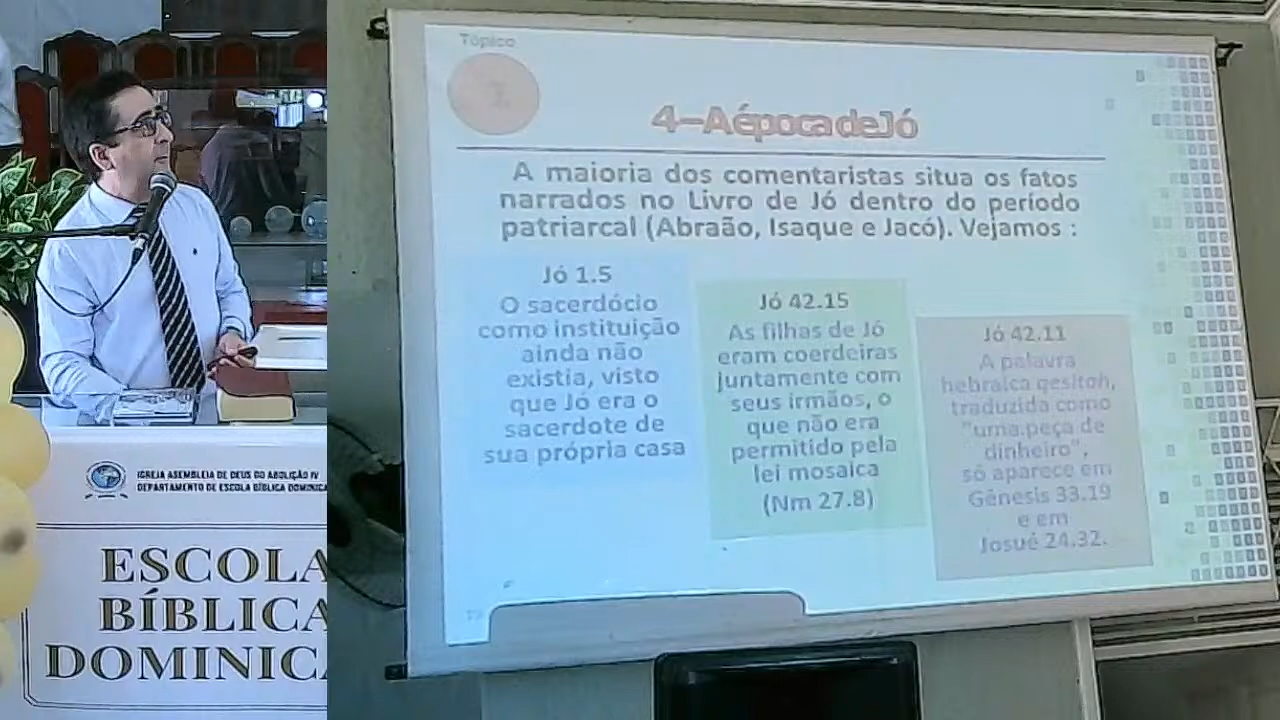 IGREJA ASEMBLEIA DE DEUS DO ABOLIÇÃO IV
DEPARTAMENTO DE ESCOLA BÍBLICA DOMINICA
ESCOLA
BÍBLICA
DOMINICA
Tópico
4-A época de Jó
A maioria dos comentaristas situa os fatos
narrados no Livro de Jó dentro do período
patriarcal (Abraão, Isaque e Jacó). Vejamos :
Jó 1.5
O sacerdócio
como instituição
ainda não
existia, visto
que Jó era o
sacerdote de
sua própria casa
Jó 42.15
As filhas de Jó
eram coerdeiras
juntamente com
seus irmãos, o
que não era
permitido pela
lei mosaica
(Nm 27.8)
Jó 42.11
A palavra
hebraica qesitoh,
traduzida como
"uma peça de
dinheiro",
só aparece em
Gênesis 33.19
e em
Josué 24.32.